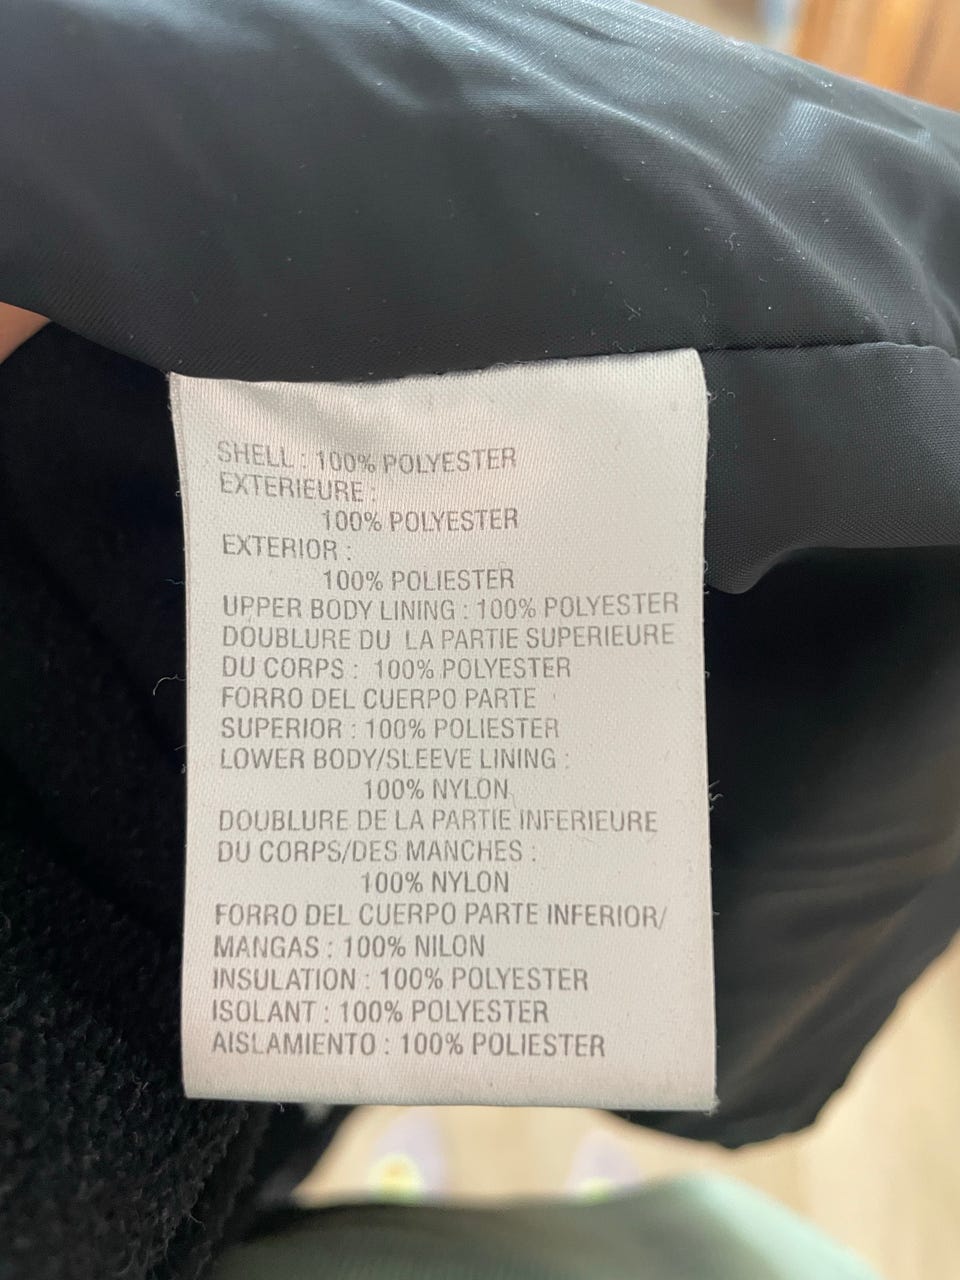 SHELL : 100% POLYESTER
EXTERIEURE :
100% POLYESTER
EXTERIOR :
100% POLIESTER
UPPER BODY LINING : 100% POLYESTER
DOUBLURE DU LA PARTIE SUPERIEURE
DU CORPS : 100% POLYESTER
FORRO DEL CUERPO PARTE
SUPERIOR : 100% POLIESTER
LOWER BODY/SLEEVE LINING :
100% NYLON
DOUBLURE DE LA PARTIE INFERIEURE
DU CORPS/DES MANCHES :
100% NYLON
FORRO DEL CUERPO PARTE INFERIOR/
MANGAS : 100% NILON
INSULATION : 100% POLYESTER
ISOLANT : 100% POLYESTER
AISLAMIENTO : 100% POLIESTER